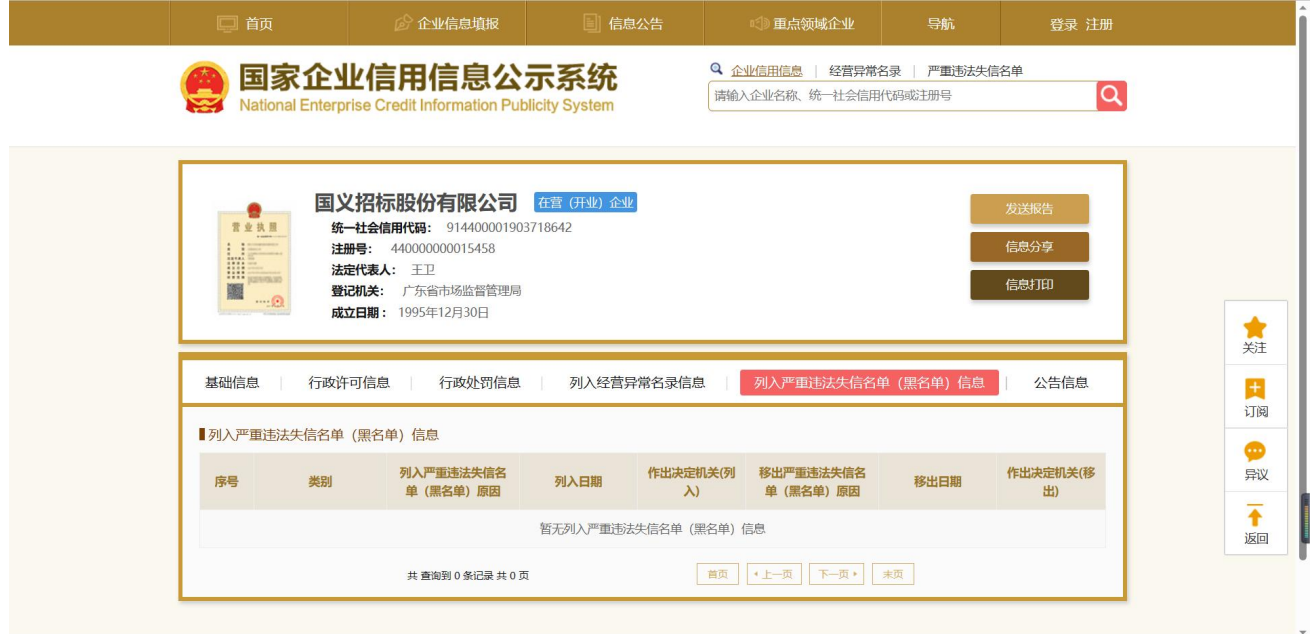 首页 企业信息填报 信息公告 重点领域企业 导航 登录 注册
国家企业信用信息公示系统
National Enterprise Credit Information Publicity System
企业信用信息 | 经营异常名录 | 严重违法失信名单
请输入企业名称、统一社会信用代码或注册号
国义招标股份有限公司 在营（开业）企业
统一社会信用代码： 914400001903718642
注册号： 440000000015458
法定代表人： 王卫
登记机关： 广东省市场监督管理局
成立日期： 1995年12月30日
营业执照
发送报告
信息分享
信息打印
关注
订阅
异议
返回
基础信息 | 行政许可信息 | 行政处罚信息 | 列入经营异常名录信息 | 列入严重违法失信名单（黑名单）信息 | 公告信息
列入严重违法失信名单（黑名单）信息
序号 类别 列入严重违法失信名单（黑名单）原因 列入日期 作出决定机关(列入) 移出严重违法失信名单（黑名单）原因 移出日期 作出决定机关(移出)
暂无列入严重违法失信名单（黑名单）信息
共 查询到 0 条记录 共 0 页 首页 上一页 下一页 末页